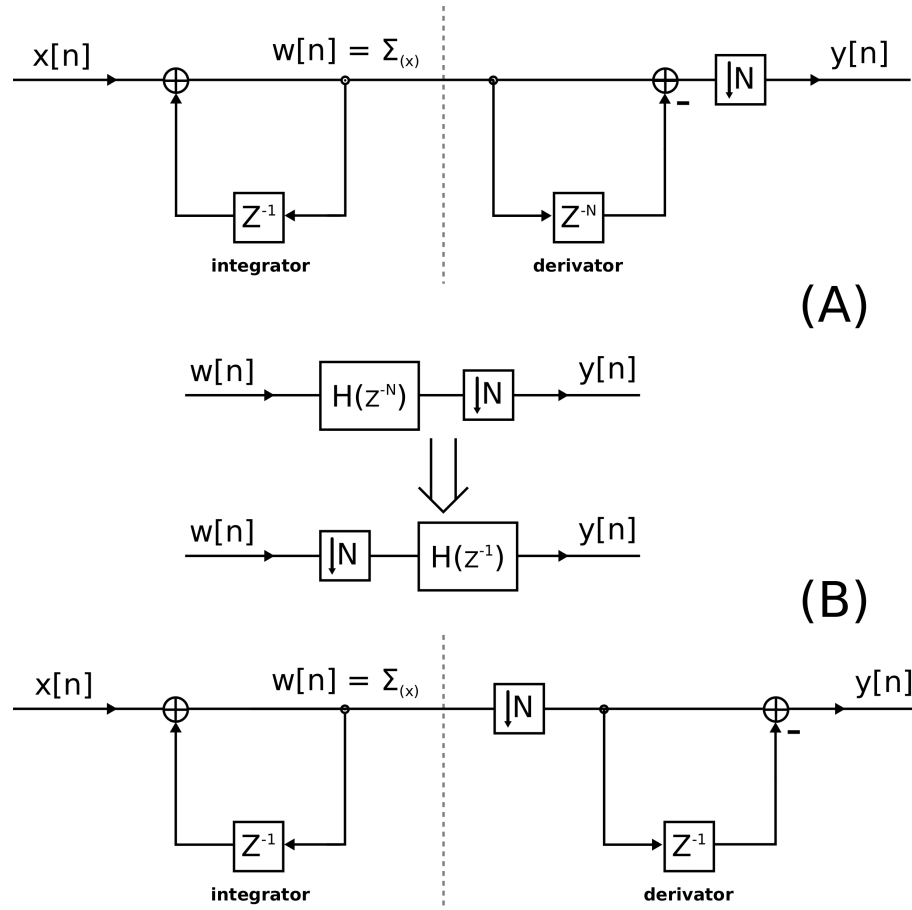 x[n]
w[n] = Σ(x)
y[n]
↓N
-
Z-1
Z-N
integrator
derivator
(A)
w[n]
H(Z-N)
↓N
y[n]
w[n]
↓N
H(Z-1)
y[n]
(B)
x[n]
w[n] = Σ(x)
↓N
y[n]
-
Z-1
Z-1
integrator
derivator